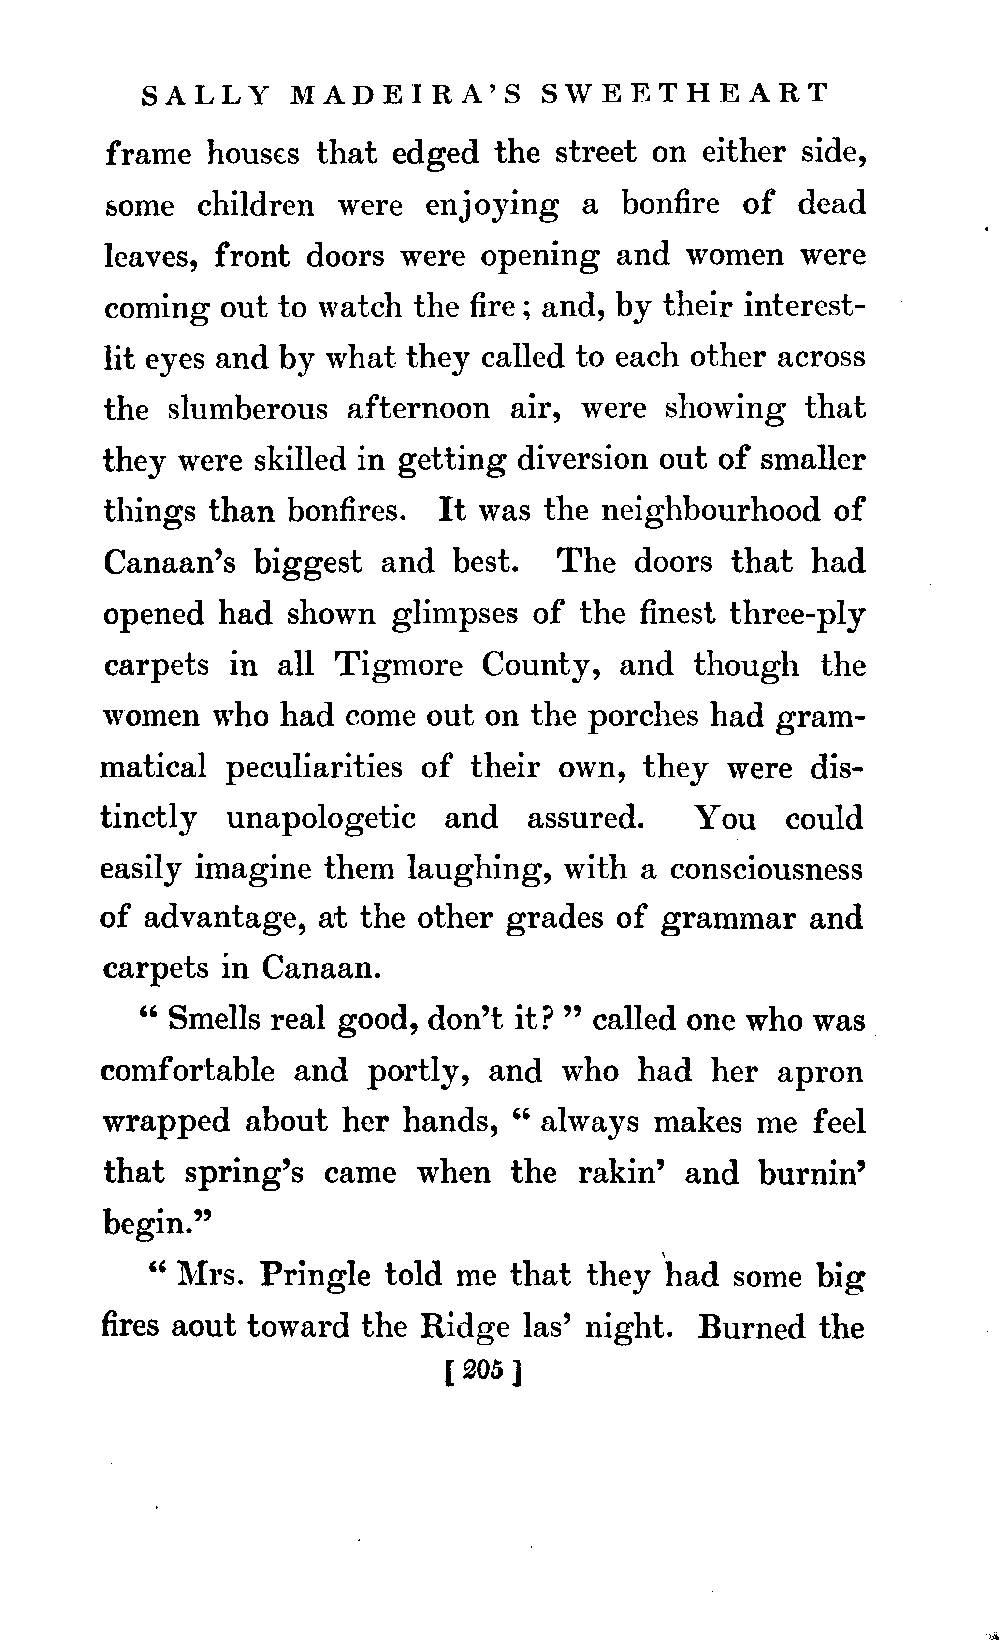 SALLY MADEIRA'S SWEETHEART
frame houses that edged the street on either side,
some children were enjoying a bonfire of dead
leaves, front doors were opening and women were
coming out to watch the fire; and, by their interest-
lit eyes and by what they called to each other across
the slumberous afternoon air, were showing that
they were skilled in getting diversion out of smaller
things than bonfires. It was the neighbourhood of
Canaan's biggest and best. The doors that had
opened had shown glimpses of the finest three-ply
carpets in all Tigmore County, and though the
women who had come out on the porches had gram-
matical peculiarities of their own, they were dis-
tinctly unapologetic and assured. You could
easily imagine them laughing, with a consciousness
of advantage, at the other grades of grammar and
carpets in Canaan.
“ Smells real good, don't it? ” called one who was
comfortable and portly, and who had her apron
wrapped about her hands, “ always makes me feel
that spring's came when the rakin' and burnin'
begin.”
“ Mrs. Pringle told me that they had some big
fires aout toward the Ridge las' night. Burned the
[ 205 ]